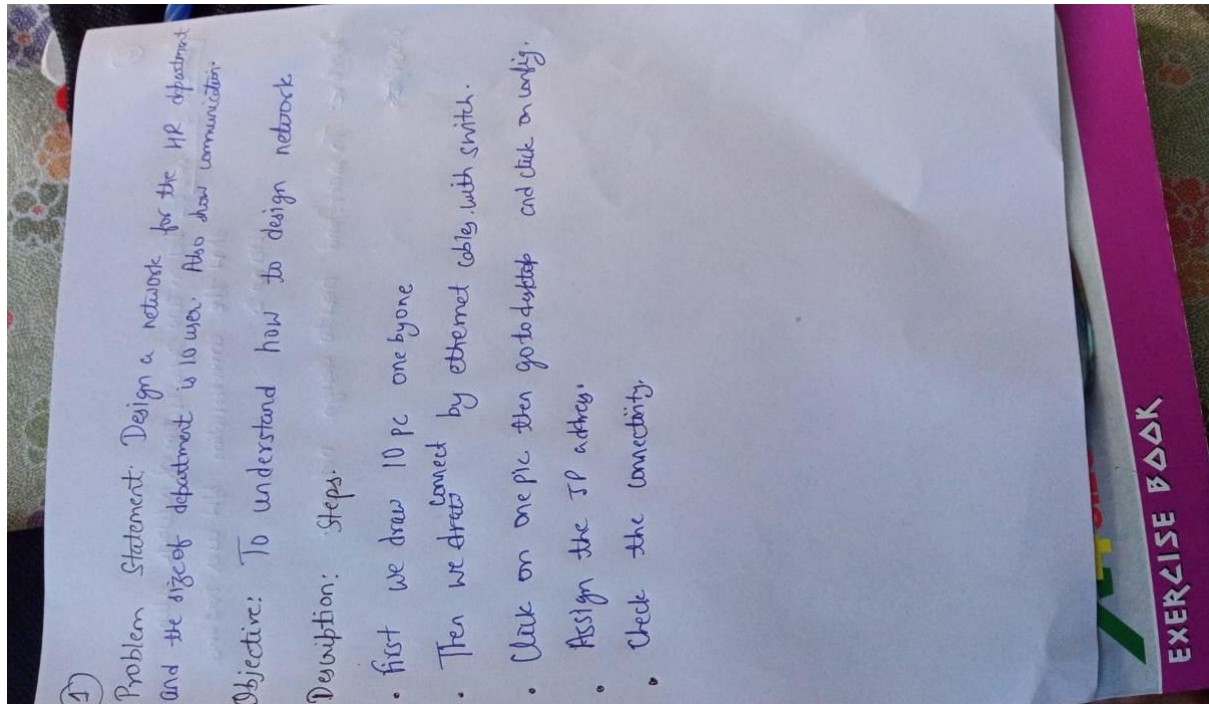 1)
Problem Statement: Design a network for the HR department
and the size of department is 10 user. Also show communication.
Objective: To understand how to design network
Description: Steps.
• first we draw 10 pc one by one
• Then we connect by ethernet cables with switch.
• Click on one pic then go to dysktop and click on config.
• Assign the IP address.
• Check the connectivity.
EXERCISE BOOK